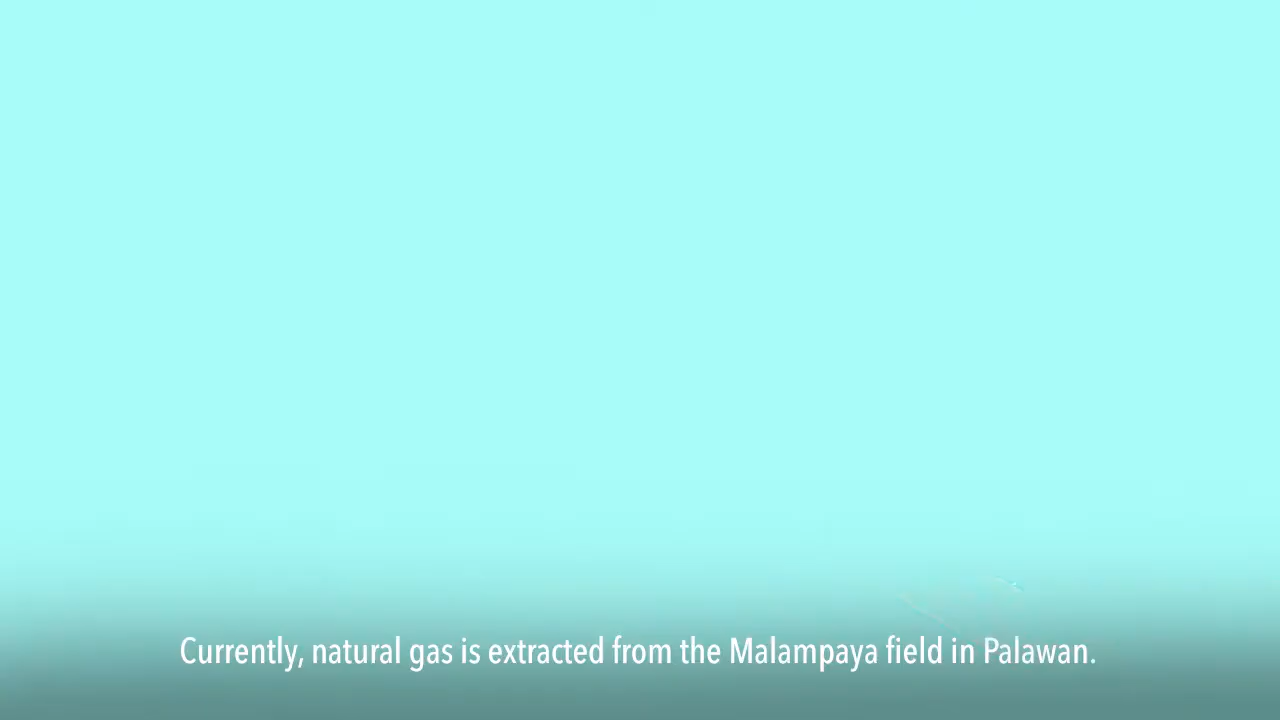 Currently, natural gas is extracted from the Malampaya field in Palawan.